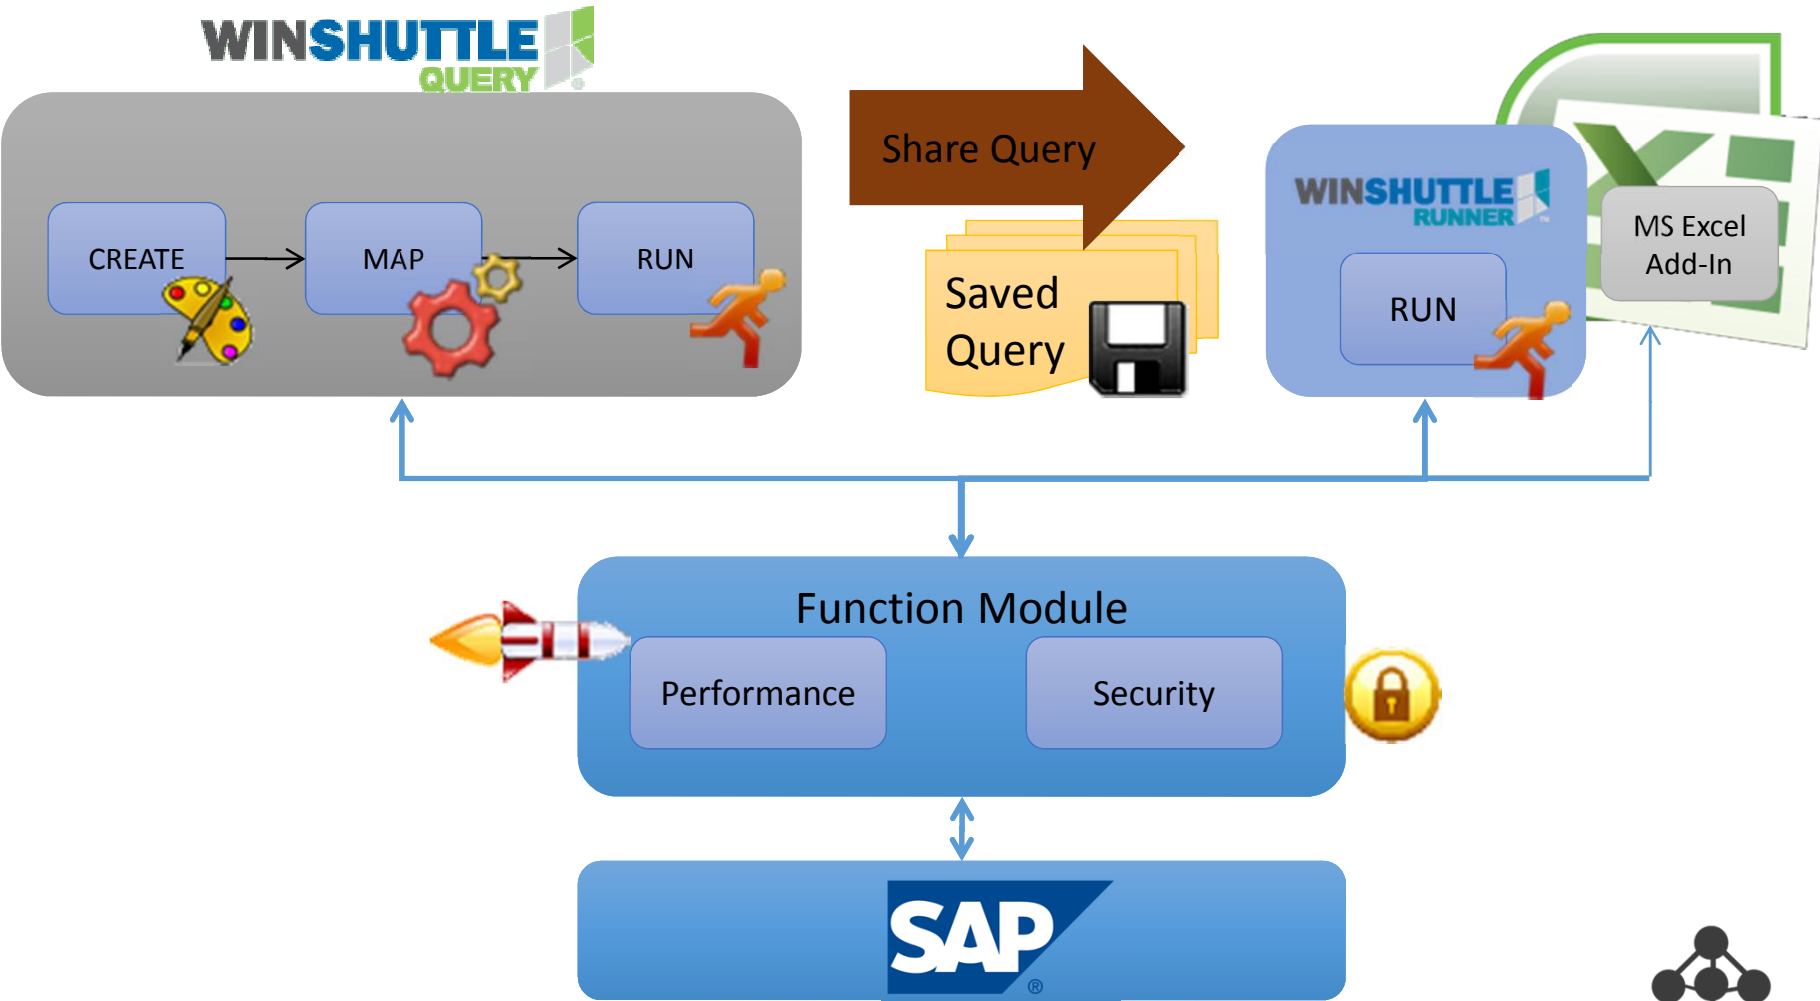 WINSHUTTLE
QUERY
CREATE
MAP
RUN
Share Query
Saved
Query
WINSHUTTLE
RUNNER
TM
RUN
MS Excel
Add-In
Function Module
Performance
Security
SAP
®